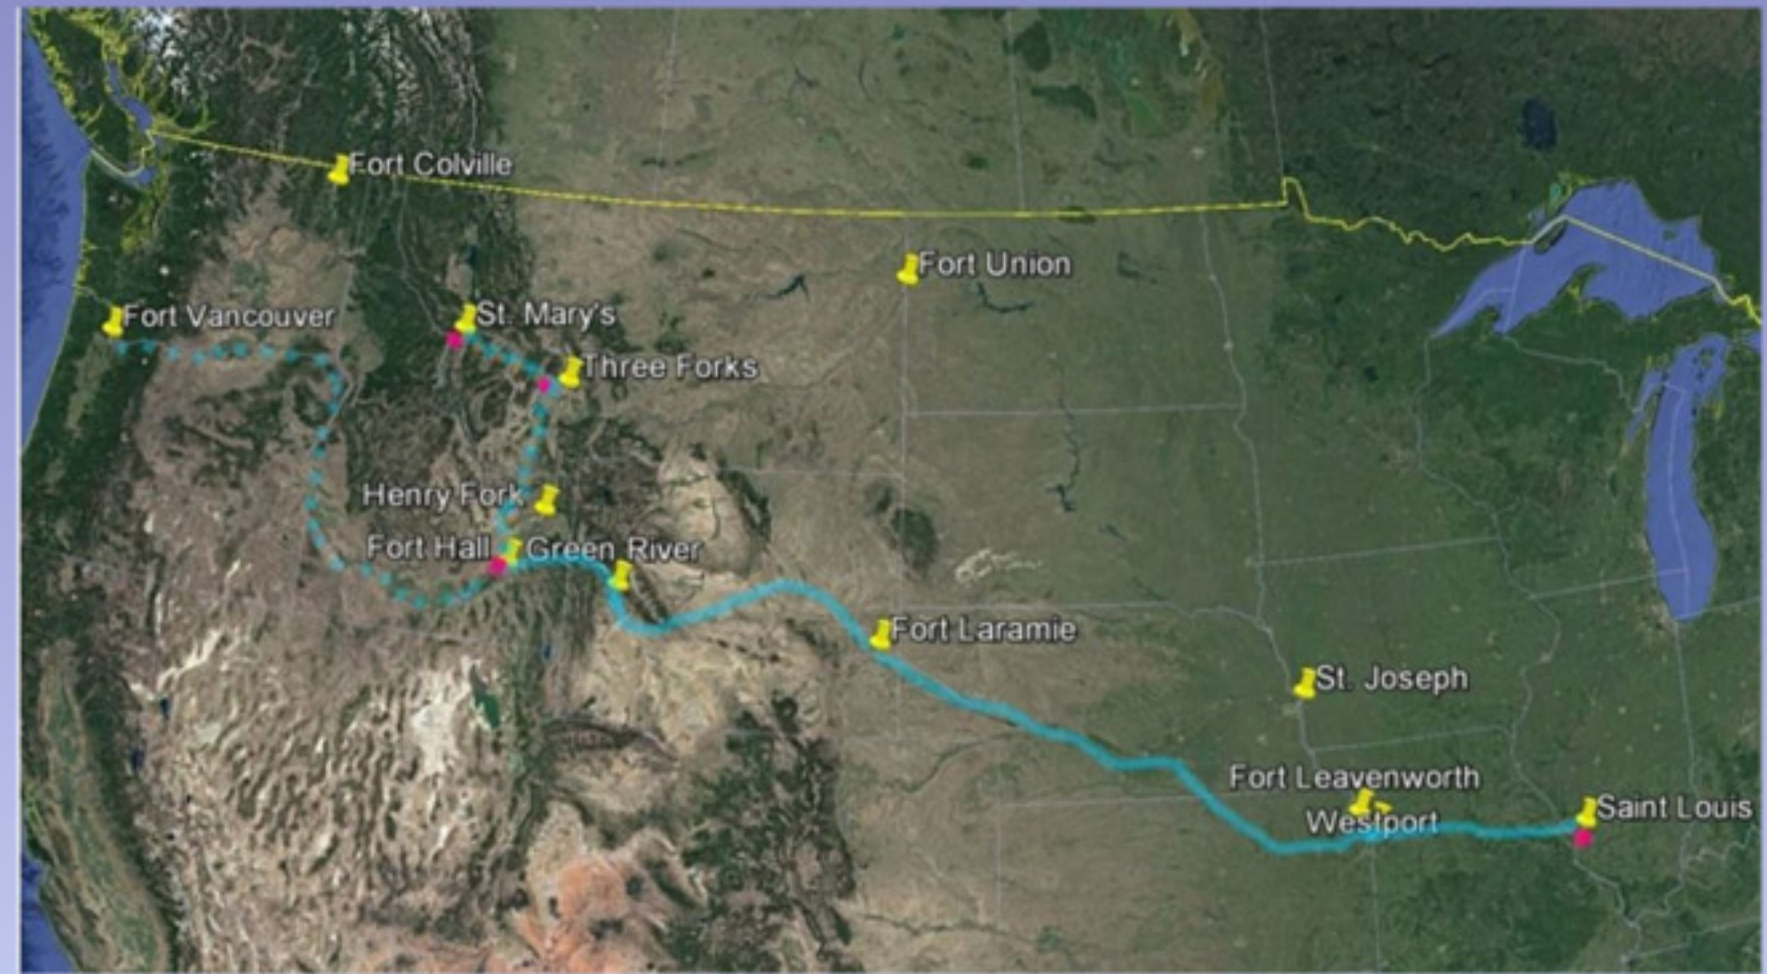 Fort Colville
Fort Union
Fort Vancouver
St. Mary's
Three Forks
Henry Fork
Fort Hall
Green River
Fort Laramie
St. Joseph
Fort Leavenworth
Westport
Saint Louis